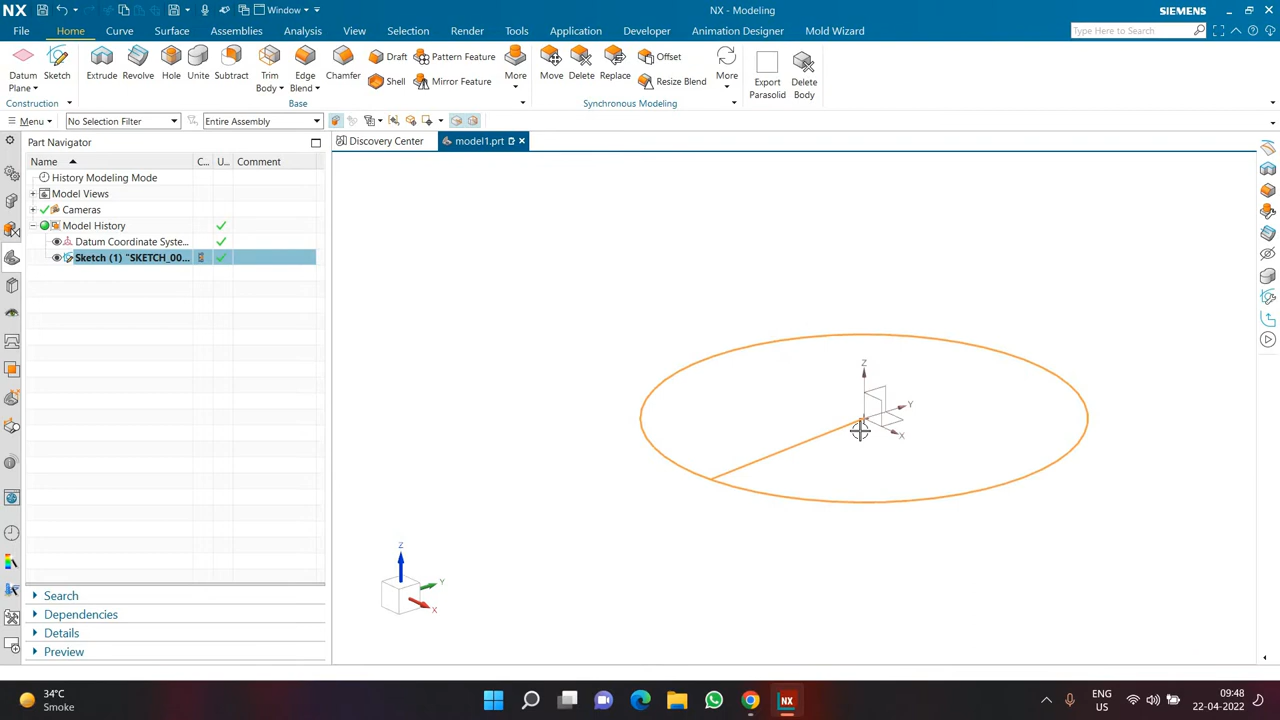 NX
Window
NX - Modeling
SIEMENS
File
Home
Curve
Surface
Assemblies
Analysis
View
Selection
Render
Tools
Application
Developer
Animation Designer
Mold Wizard
Type Here to Search
Datum
Plane
Sketch
Extrude
Revolve
Hole
Unite
Subtract
Trim
Body
Edge
Blend
Chamfer
Draft
Shell
Pattern Feature
Mirror Feature
More
Move
Delete
Replace
Offset
Resize Blend
More
Export
Parasolid
Delete
Body
Construction
Base
Synchronous Modeling
Menu
No Selection Filter
Entire Assembly
Part Navigator
Discovery Center
model1.prt
Name
C...
U...
Comment
History Modeling Mode
Model Views
Cameras
Model History
Datum Coordinate Syste...
Sketch (1) "SKETCH_00...
Z
Y
X
Z
Y
X
Search
Dependencies
Details
Preview
34°C
Smoke
NX
ENG
US
09:48
22-04-2022